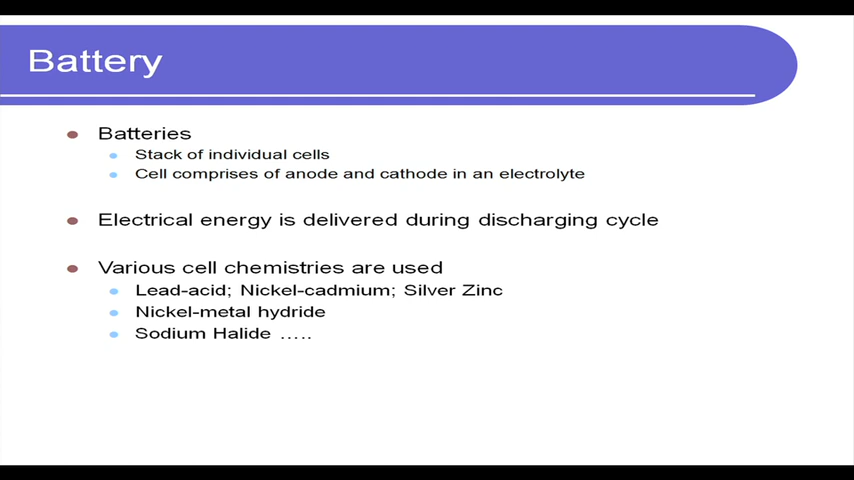 Battery
Batteries
Stack of individual cells
Cell comprises of anode and cathode in an electrolyte
Electrical energy is delivered during discharging cycle
Various cell chemistries are used
Lead-acid; Nickel-cadmium; Silver Zinc
Nickel-metal hydride
Sodium Halide …..